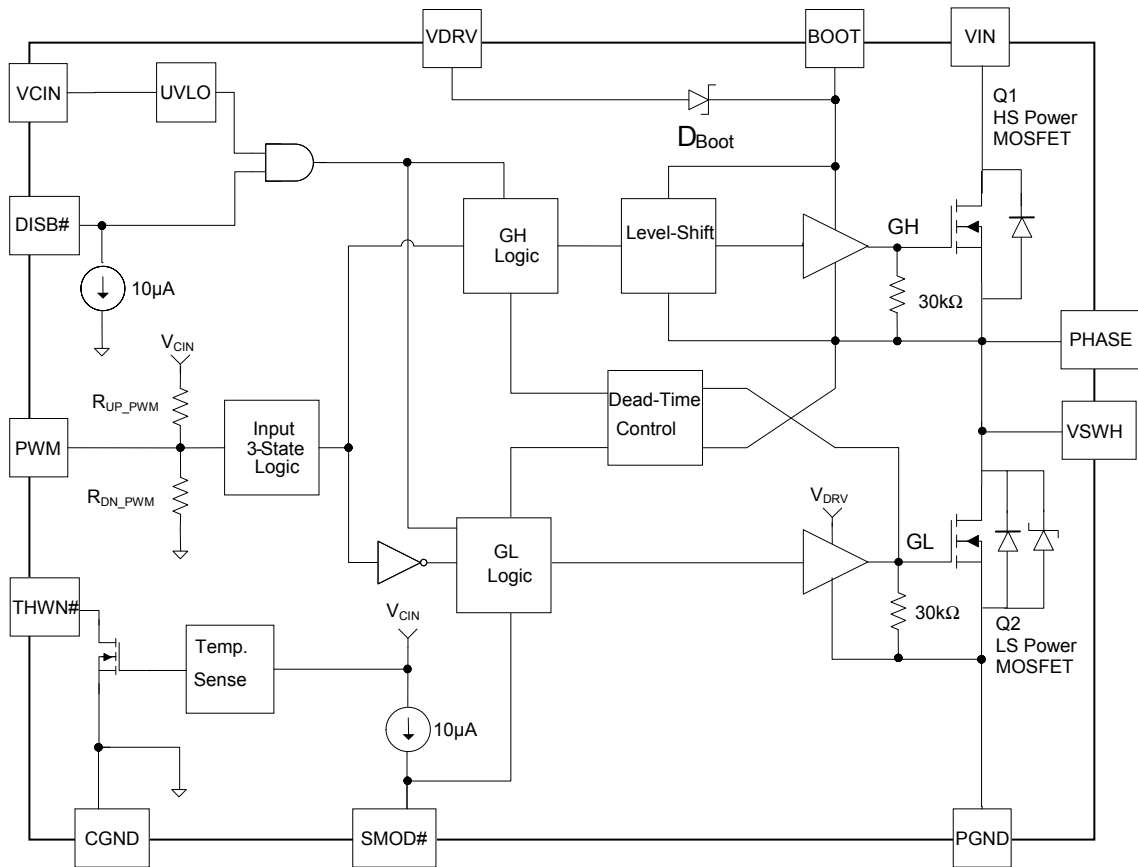 VDRV
BOOT
VIN
VCIN
UVLO
DBoot
Q1
HS Power
MOSFET
DISB#
GH
Logic
Level-Shift
GH
10µA
30kΩ
PHASE
VCIN
RUP_PWM
Dead-Time
Control
PWM
Input
3-State
Logic
VSWH
RDN_PWM
VDRV
GL
Logic
GL
THWN#
VCIN
30kΩ
Temp.
Sense
Q2
LS Power
MOSFET
10µA
CGND
SMOD#
PGND